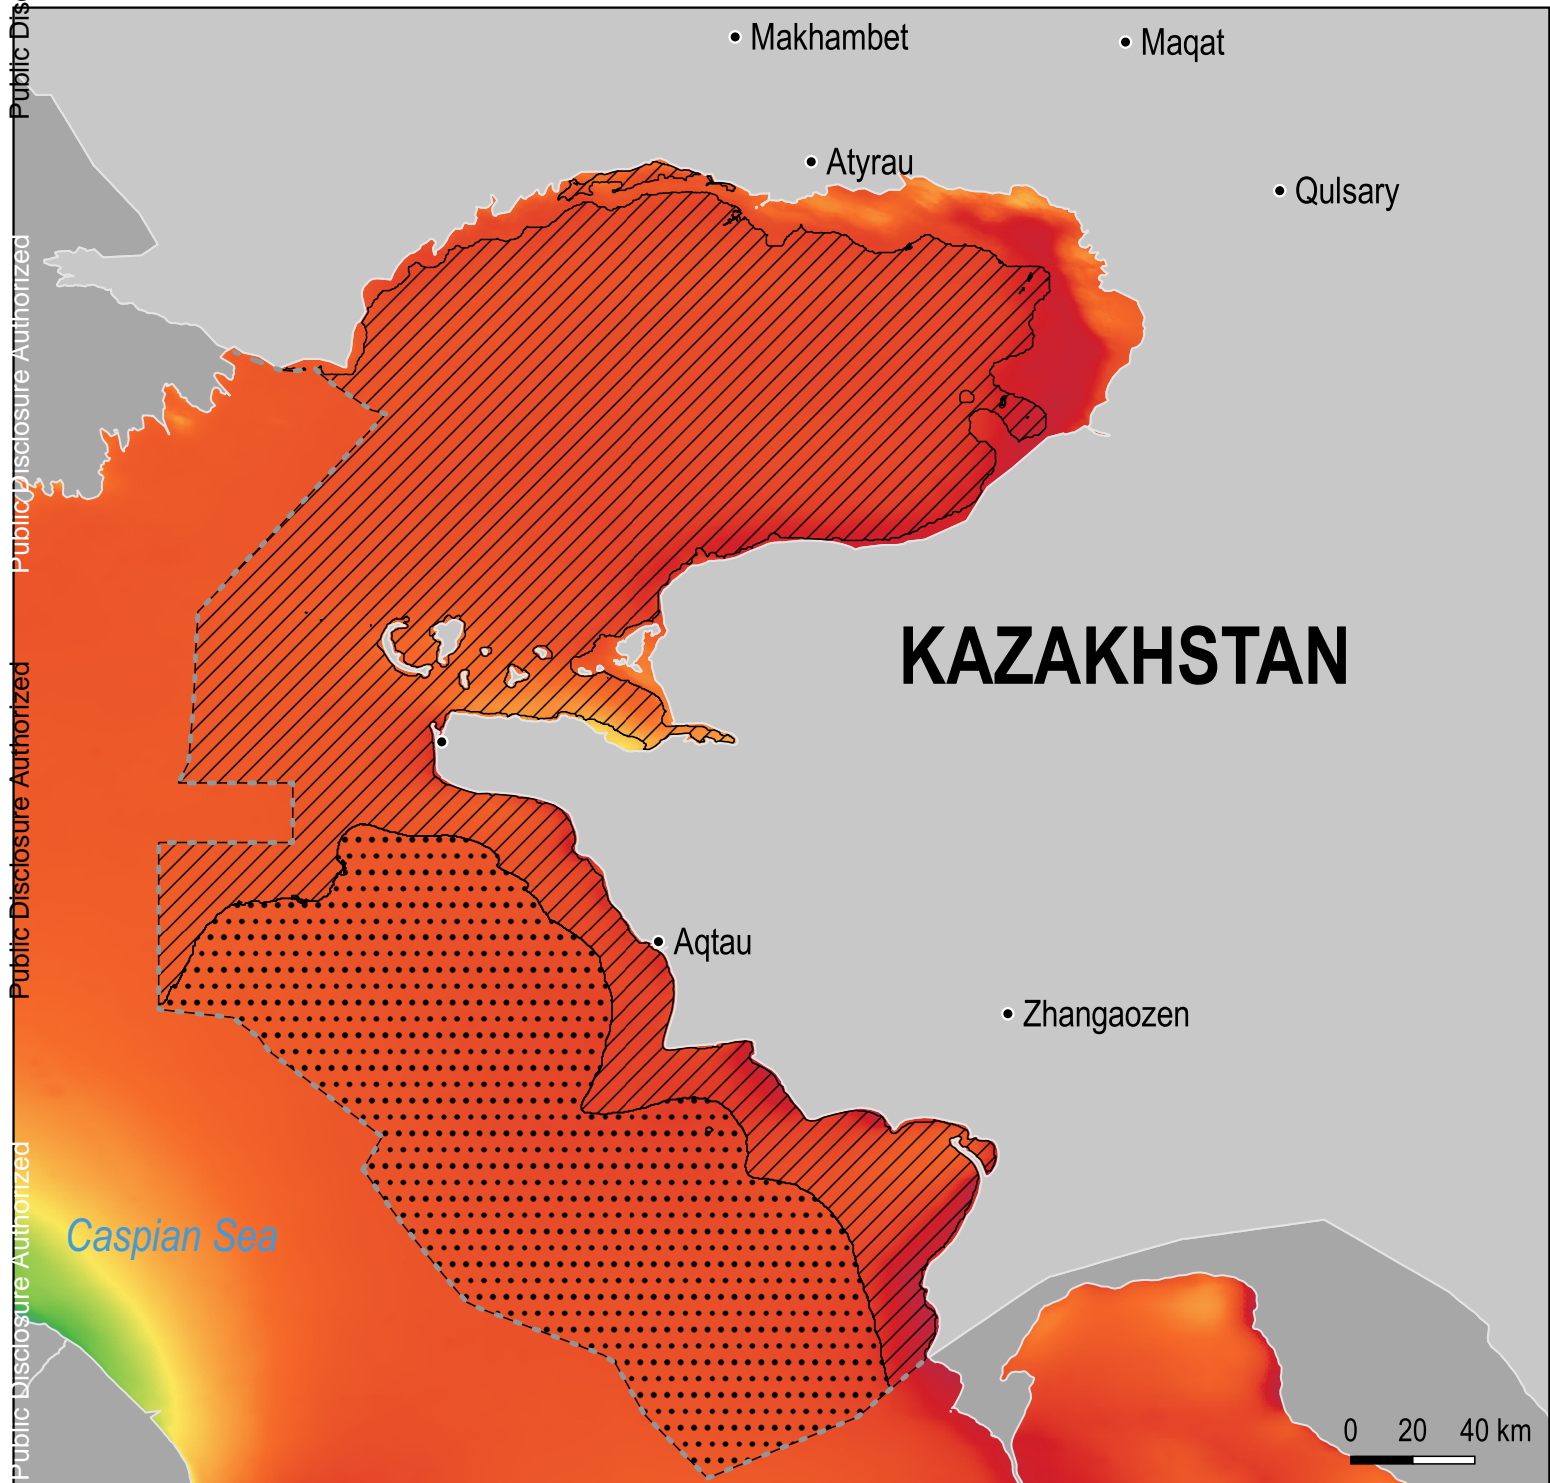 Public Disc
Makhambet
Maqat
Atyrau
Qulsary
Public Disclosure Authorized
KAZAKHSTAN
Public Disclosure Authorized
Aqtau
Zhangaozen
Caspian Sea
Public Disclosure Authorized
0 20 40 km